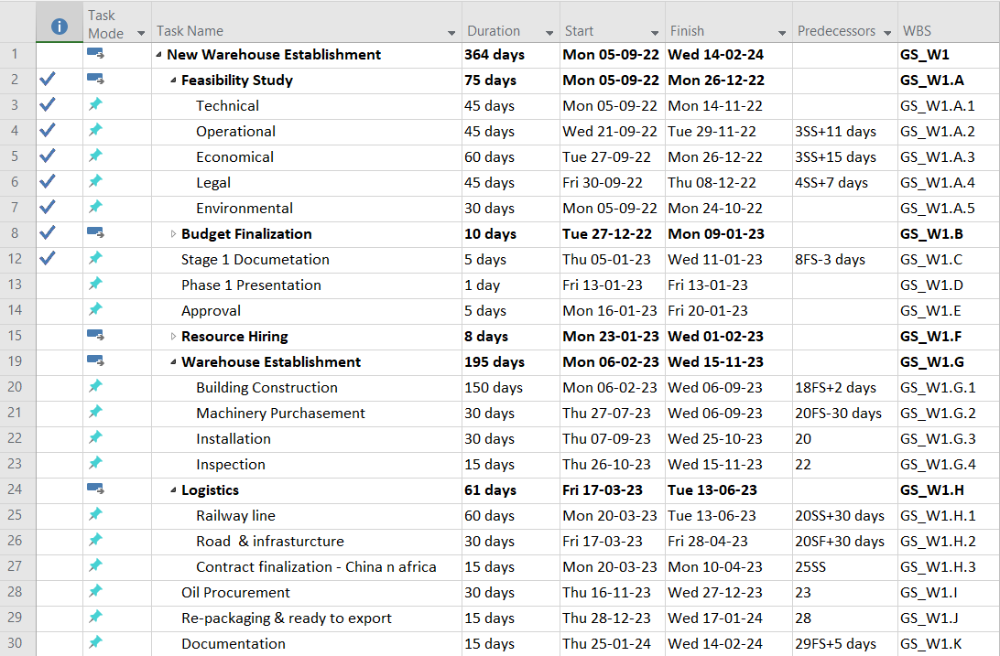 Task Mode Task Name Duration Start Finish Predecessors WBS
1 New Warehouse Establishment 364 days Mon 05-09-22 Wed 14-02-24 GS_W1
2 Feasibility Study 75 days Mon 05-09-22 Mon 26-12-22 GS_W1.A
3 Technical 45 days Mon 05-09-22 Mon 14-11-22 GS_W1.A.1
4 Operational 45 days Wed 21-09-22 Tue 29-11-22 3SS+11 days GS_W1.A.2
5 Economical 60 days Tue 27-09-22 Mon 26-12-22 3SS+15 days GS_W1.A.3
6 Legal 45 days Fri 30-09-22 Thu 08-12-22 4SS+7 days GS_W1.A.4
7 Environmental 30 days Mon 05-09-22 Mon 24-10-22 GS_W1.A.5
8 Budget Finalization 10 days Tue 27-12-22 Mon 09-01-23 GS_W1.B
12 Stage 1 Documetation 5 days Thu 05-01-23 Wed 11-01-23 8FS-3 days GS_W1.C
13 Phase 1 Presentation 1 day Fri 13-01-23 Fri 13-01-23 GS_W1.D
14 Approval 5 days Mon 16-01-23 Fri 20-01-23 GS_W1.E
15 Resource Hiring 8 days Mon 23-01-23 Wed 01-02-23 GS_W1.F
19 Warehouse Establishment 195 days Mon 06-02-23 Wed 15-11-23 GS_W1.G
20 Building Construction 150 days Mon 06-02-23 Wed 06-09-23 18FS+2 days GS_W1.G.1
21 Machinery Purchasement 30 days Thu 27-07-23 Wed 06-09-23 20FS-30 days GS_W1.G.2
22 Installation 30 days Thu 07-09-23 Wed 25-10-23 20 GS_W1.G.3
23 Inspection 15 days Thu 26-10-23 Wed 15-11-23 22 GS_W1.G.4
24 Logistics 61 days Fri 17-03-23 Tue 13-06-23 GS_W1.H
25 Railway line 60 days Mon 20-03-23 Tue 13-06-23 20SS+30 days GS_W1.H.1
26 Road & infrasturcture 30 days Fri 17-03-23 Fri 28-04-23 20SF+30 days GS_W1.H.2
27 Contract finalization - China n africa 15 days Mon 20-03-23 Mon 10-04-23 25SS GS_W1.H.3
28 Oil Procurement 30 days Thu 16-11-23 Wed 27-12-23 23 GS_W1.I
29 Re-packaging & ready to export 15 days Thu 28-12-23 Wed 17-01-24 28 GS_W1.J
30 Documentation 15 days Thu 25-01-24 Wed 14-02-24 29FS+5 days GS_W1.K